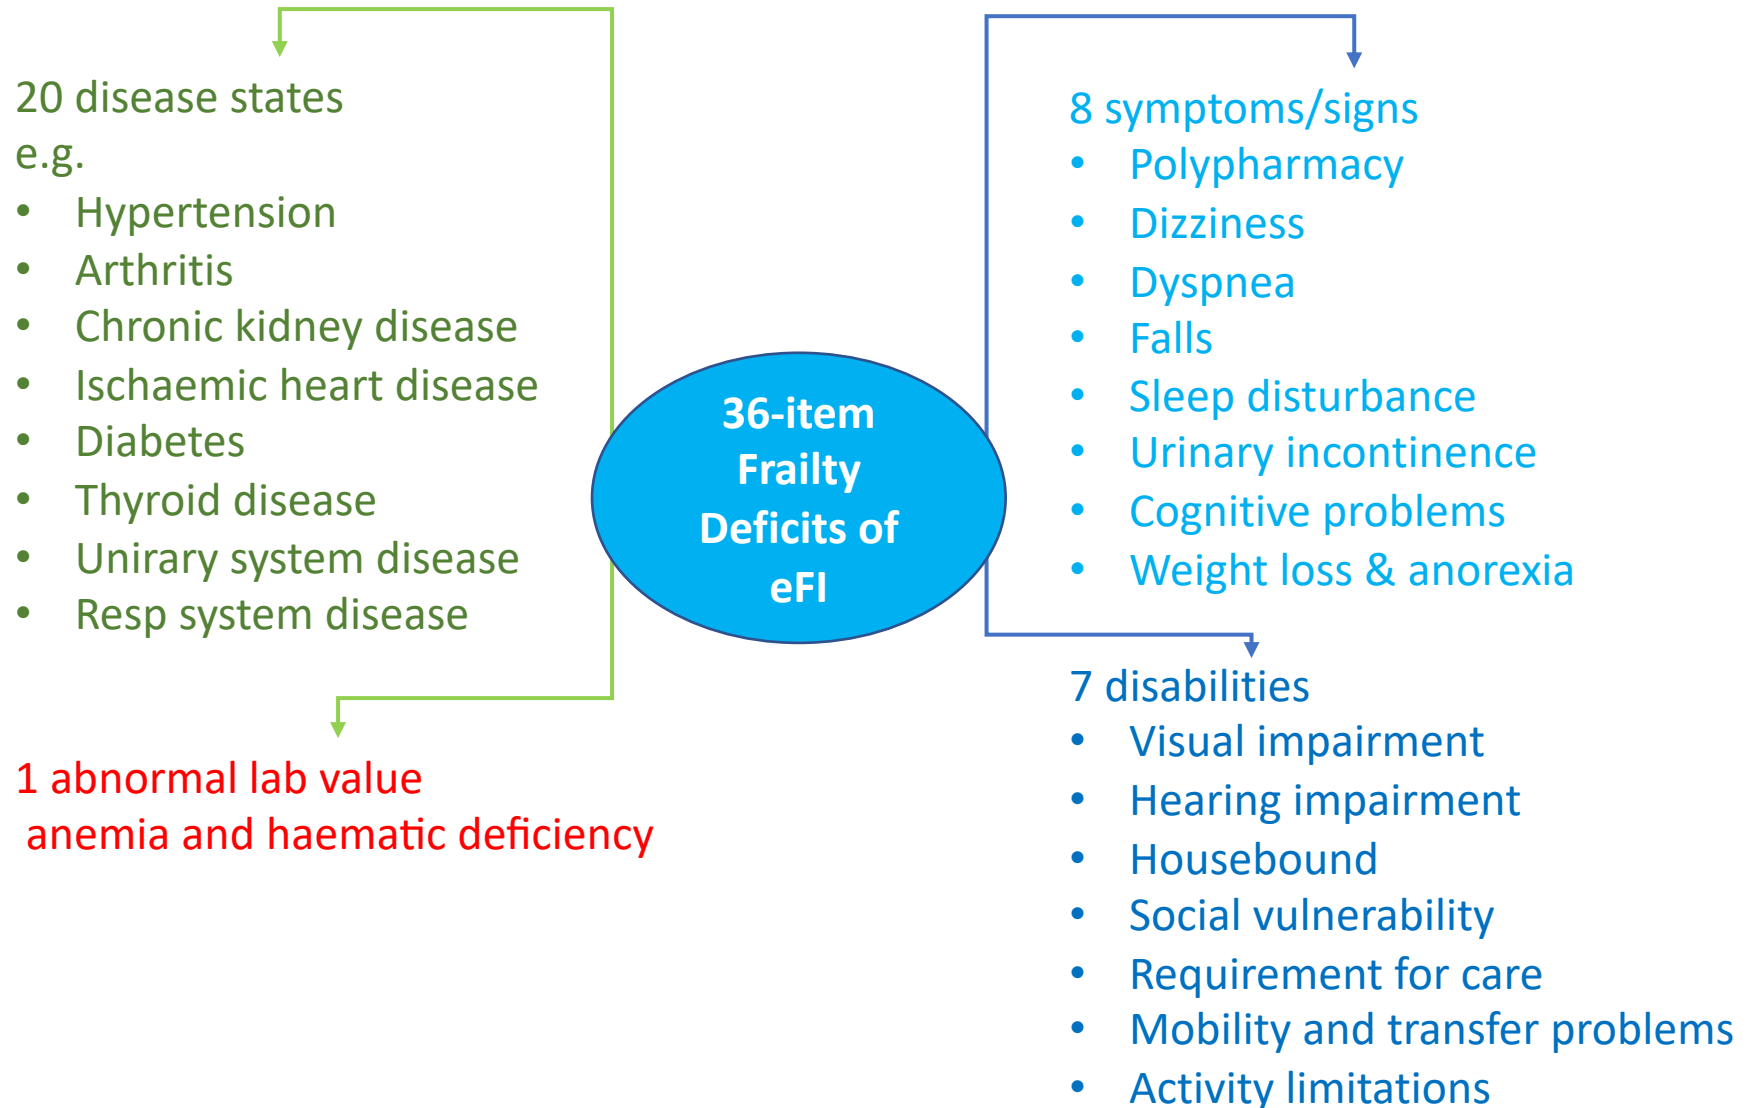 20 disease states
e.g.
• Hypertension
• Arthritis
• Chronic kidney disease
• Ischaemic heart disease
• Diabetes
• Thyroid disease
• Unirary system disease
• Resp system disease
1 abnormal lab value
anemia and haematic deficiency
36-item
Frailty
Deficits of
eFI
8 symptoms/signs
• Polypharmacy
• Dizziness
• Dyspnea
• Falls
• Sleep disturbance
• Urinary incontinence
• Cognitive problems
• Weight loss & anorexia
7 disabilities
• Visual impairment
• Hearing impairment
• Housebound
• Social vulnerability
• Requirement for care
• Mobility and transfer problems
• Activity limitations